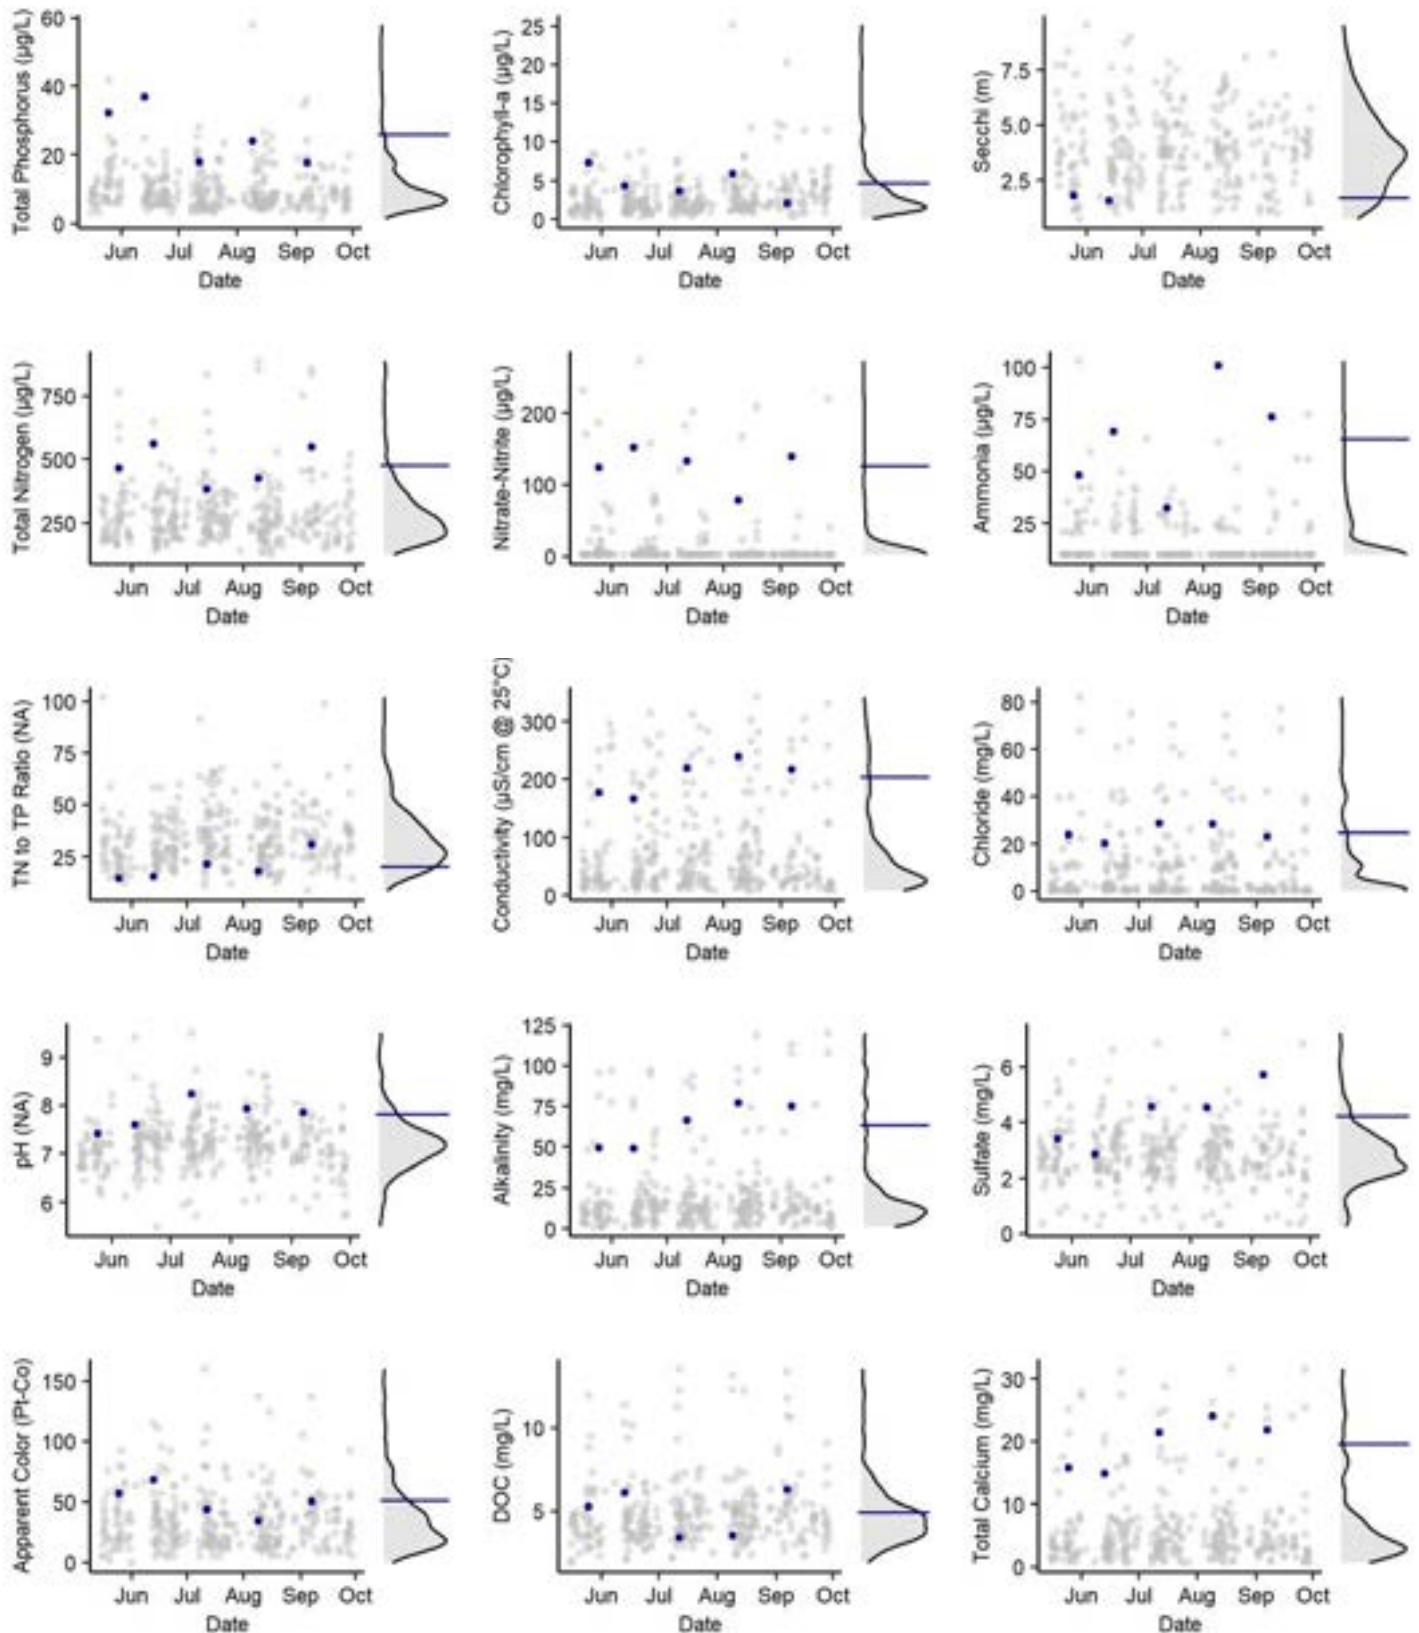 Total Phosphorus (µg/L)
60
40
20
0
Jun Jul Aug Sep Oct
Date
Chlorophyll-a (µg/L)
25
20
15
10
5
0
Jun Jul Aug Sep Oct
Date
Secchi (m)
7.5
5.0
2.5
Jun Jul Aug Sep Oct
Date
Total Nitrogen (µg/L)
750
500
250
Jun Jul Aug Sep Oct
Date
Nitrate-Nitrite (µg/L)
200
100
0
Jun Jul Aug Sep Oct
Date
Ammonia (µg/L)
100
75
50
25
Jun Jul Aug Sep Oct
Date
TN to TP Ratio (NA)
100
75
50
25
Jun Jul Aug Sep Oct
Date
Conductivity (µS/cm @ 25°C)
300
200
100
0
Jun Jul Aug Sep Oct
Date
Chloride (mg/L)
80
60
40
20
0
Jun Jul Aug Sep Oct
Date
pH (NA)
9
8
7
6
Jun Jul Aug Sep Oct
Date
Alkalinity (mg/L)
125
100
75
50
25
0
Jun Jul Aug Sep Oct
Date
Sulfate (mg/L)
6
4
2
0
Jun Jul Aug Sep Oct
Date
Apparent Color (Pt-Co)
150
100
50
0
Jun Jul Aug Sep Oct
Date
DOC (mg/L)
10
5
Jun Jul Aug Sep Oct
Date
Total Calcium (mg/L)
30
20
10
0
Jun Jul Aug Sep Oct
Date